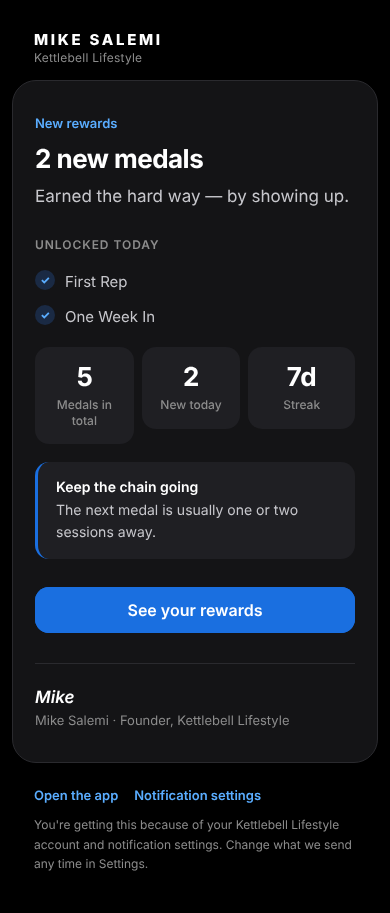 MIKE SALEMI
Kettlebell Lifestyle
New rewards
2 new medals
Earned the hard way — by showing up.
UNLOCKED TODAY
First Rep
One Week In
5
Medals in
total
2
New today
7d
Streak
Keep the chain going
The next medal is usually one or two
sessions away.
See your rewards
Mike
Mike Salemi · Founder, Kettlebell Lifestyle
Open the app Notification settings
You're getting this because of your Kettlebell Lifestyle
account and notification settings. Change what we send
any time in Settings.